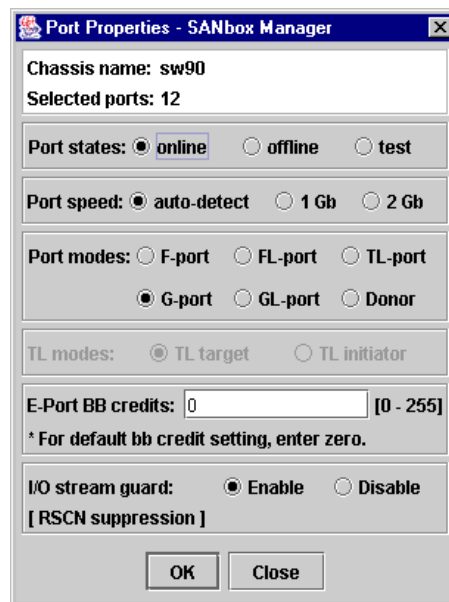 Port Properties - SANbox Manager
Chassis name: sw90
Selected ports: 12
Port states: online offline test
Port speed: auto-detect 1 Gb 2 Gb
Port modes: F-port FL-port TL-port
G-port GL-port Donor
TL modes: TL target TL initiator
E-Port BB credits: 0 [0 - 255]
* For default bb credit setting, enter zero.
I/O stream guard: Enable Disable
[ RSCN suppression ]
OK Close